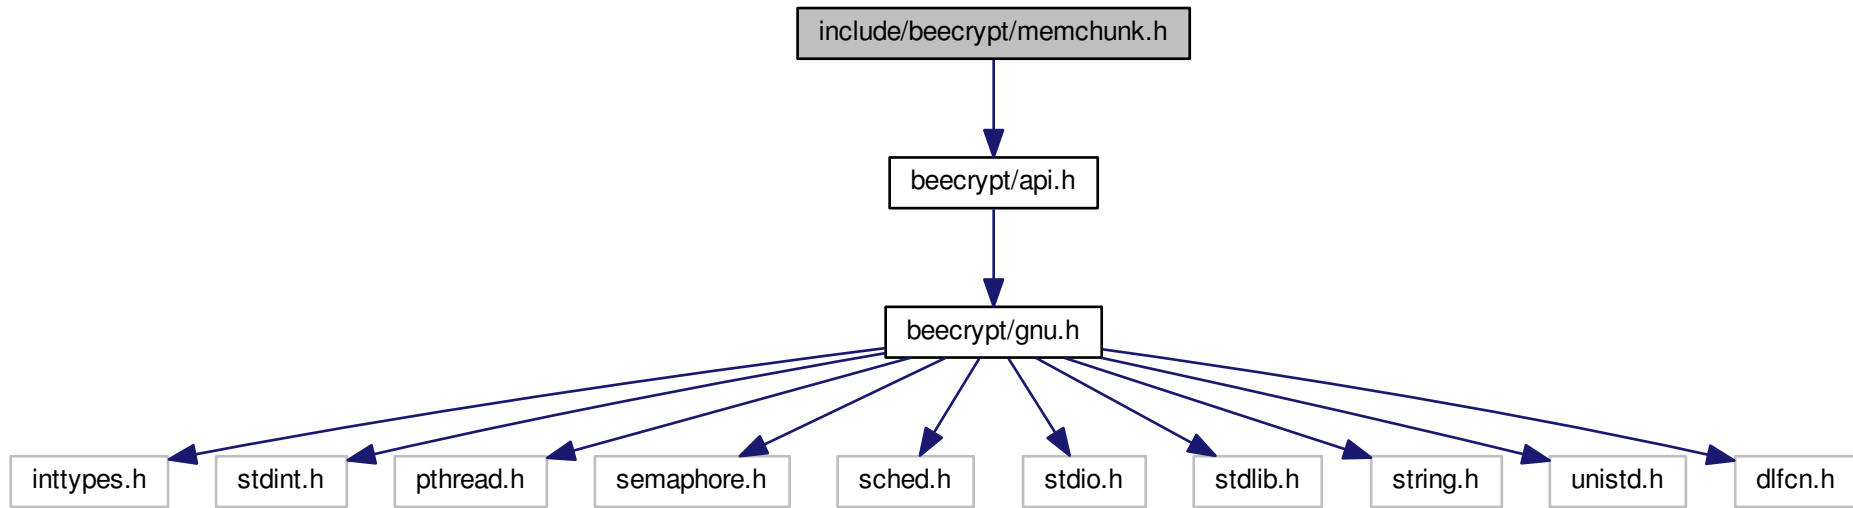 include/beecrypt/memchunk.h
beecrypt/api.h
beecrypt/gnu.h
inttypes.h
stdint.h
pthread.h
semaphore.h
sched.h
stdio.h
stdlib.h
string.h
unistd.h
dlfcn.h